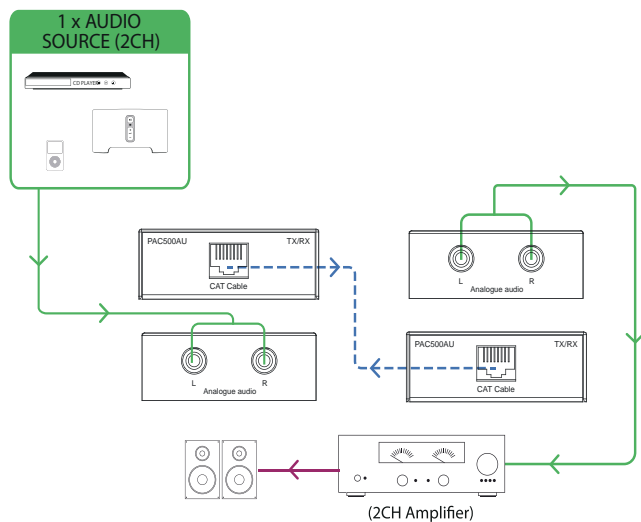 1 x AUDIO
SOURCE (2CH)
CD PLAYER
PAC500AU TX/RX
CAT Cable
L R
Analogue audio
L R
Analogue audio
PAC500AU TX/RX
CAT Cable
(2CH Amplifier)